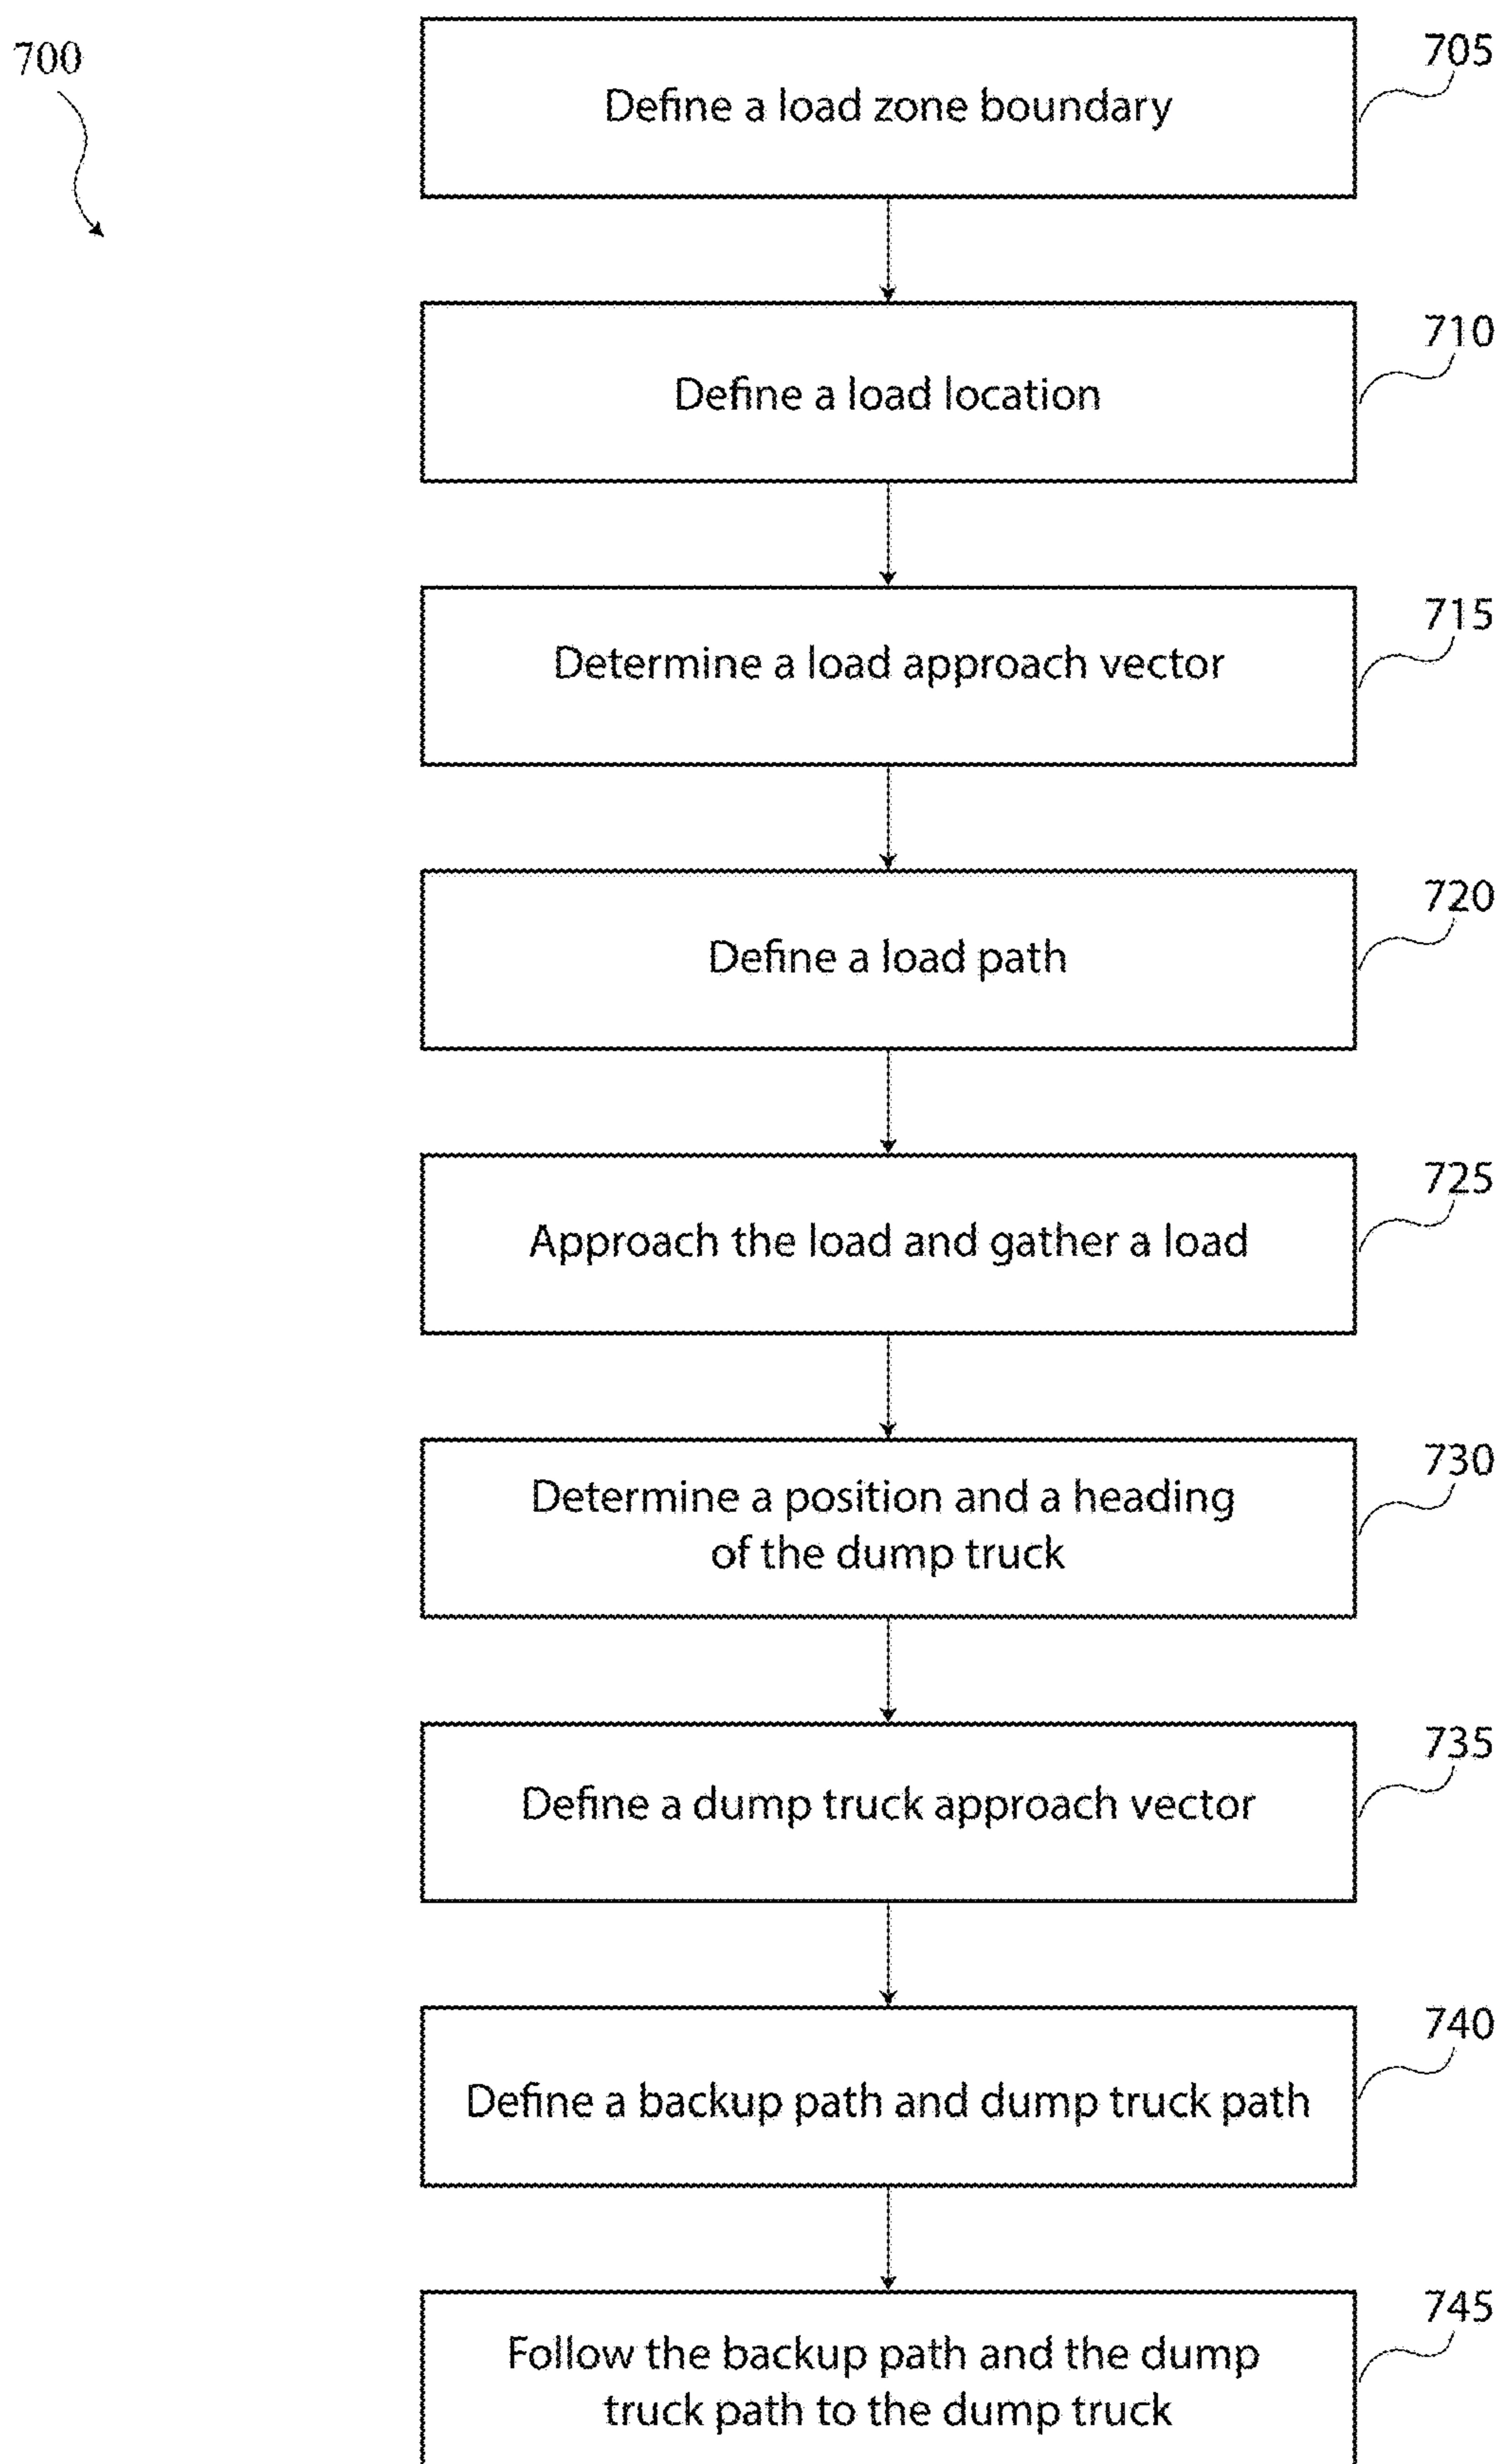 700
705
Define a load zone boundary
710
Define a load location
715
Determine a load approach vector
720
Define a load path
725
Approach the load and gather a load
730
Determine a position and a heading
of the dump truck
735
Define a dump truck approach vector
740
Define a backup path and dump truck path
745
Follow the backup path and the dump
truck path to the dump truck